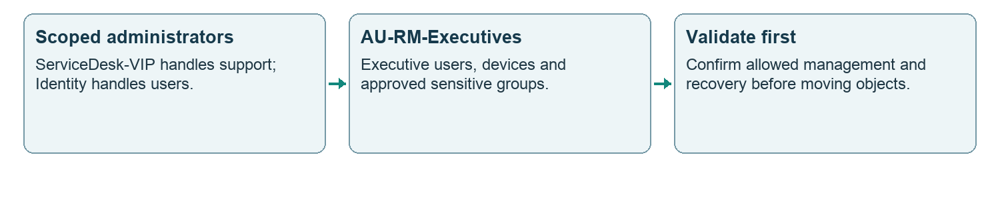 Scoped administrators
ServiceDesk-VIP handles support;
Identity handles users.
AU-RM-Executives
Executive users, devices and
approved sensitive groups.
Validate first
Confirm allowed management and
recovery before moving objects.